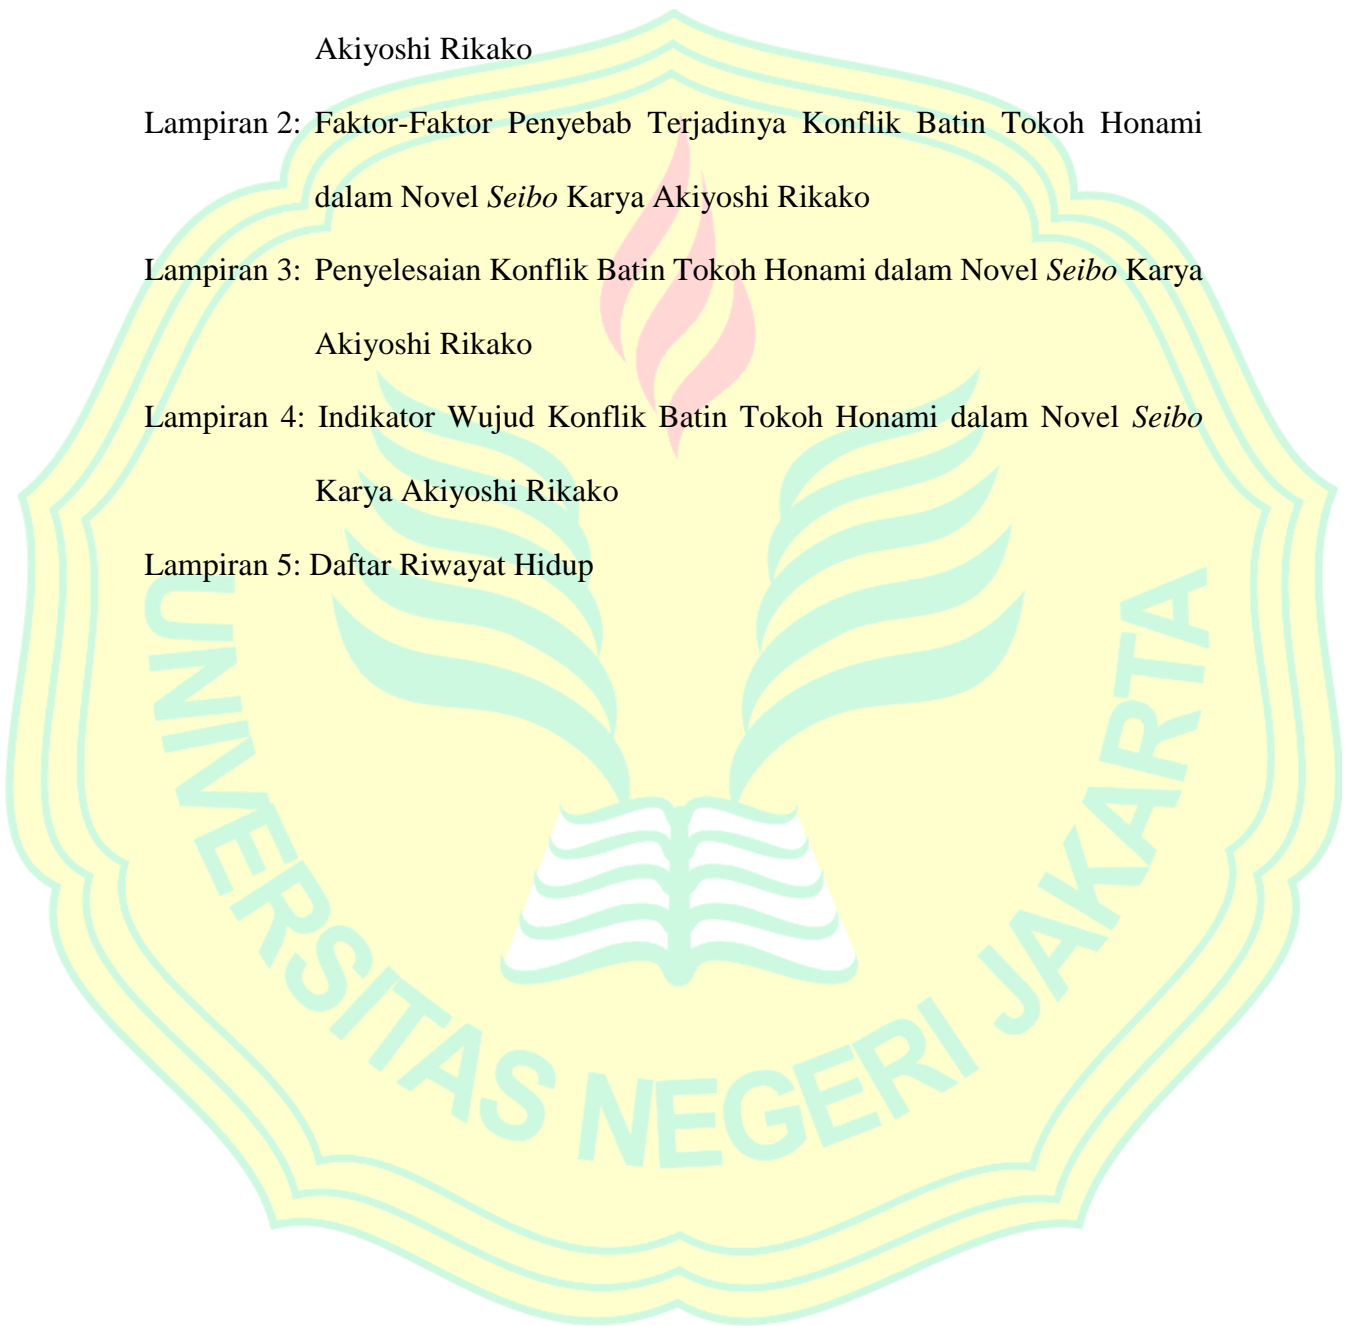 Akiyoshi Rikako
Lampiran 2: Faktor-Faktor Penyebab Terjadinya Konflik Batin Tokoh Honami
dalam Novel Seibo Karya Akiyoshi Rikako
Lampiran 3: Penyelesaian Konflik Batin Tokoh Honami dalam Novel Seibo Karya
Akiyoshi Rikako
Lampiran 4: Indikator Wujud Konflik Batin Tokoh Honami dalam Novel Seibo
Karya Akiyoshi Rikako
Lampiran 5: Daftar Riwayat Hidup
UNIVERSITAS NEGERI JAKARTA